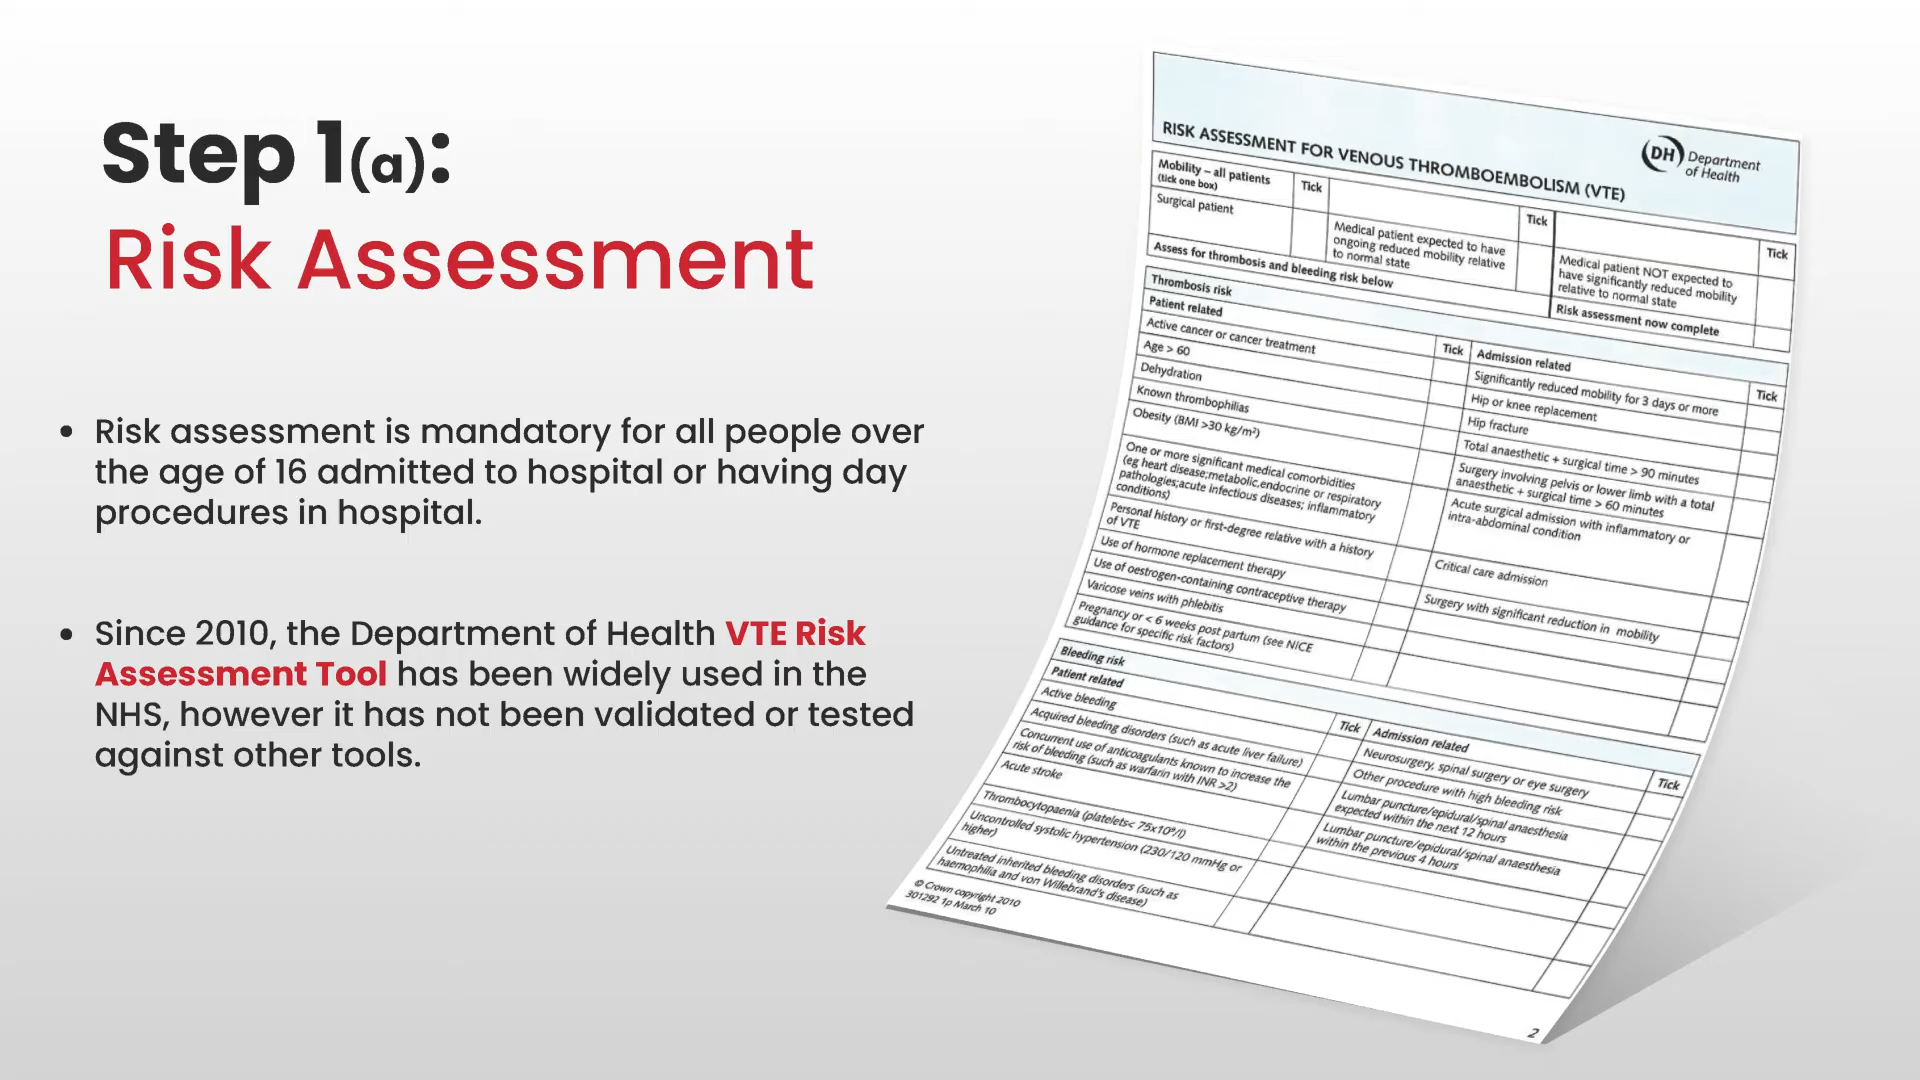 Step 1(a):
Risk Assessment
• Risk assessment is mandatory for all people over
the age of 16 admitted to hospital or having day
procedures in hospital.
• Since 2010, the Department of Health VTE Risk
Assessment Tool has been widely used in the
NHS, however it has not been validated or tested
against other tools.
RISK ASSESSMENT FOR VENOUS THROMBOEMBOLISM (VTE)
DH Department
of Health
Mobility – all patients
(tick one box)
Tick
Tick
Tick
Surgical patient
Medical patient expected to have
ongoing reduced mobility relative
to normal state
Medical patient NOT expected to
have significantly reduced mobility
relative to normal state
Assess for thrombosis and bleeding risk below
Risk assessment now complete
Thrombosis risk
Patient related
Tick
Admission related
Tick
Active cancer or cancer treatment
Significantly reduced mobility for 3 days or more
Age > 60
Hip or knee replacement
Dehydration
Hip fracture
Known thrombophilias
Total anaesthetic + surgical time > 90 minutes
Obesity (BMI >30 kg/m²)
Surgery involving pelvis or lower limb with a total
anaesthetic + surgical time > 60 minutes
One or more significant medical comorbidities
(eg heart disease;metabolic,endocrine or respiratory
pathologies;acute infectious diseases; inflammatory
conditions)
Acute surgical admission with inflammatory or
intra-abdominal condition
Personal history or first-degree relative with a history
of VTE
Critical care admission
Use of hormone replacement therapy
Surgery with significant reduction in mobility
Use of oestrogen-containing contraceptive therapy
Varicose veins with phlebitis
Pregnancy or < 6 weeks post partum (see NICE
guidance for specific risk factors)
Bleeding risk
Patient related
Tick
Admission related
Tick
Active bleeding
Neurosurgery, spinal surgery or eye surgery
Acquired bleeding disorders (such as acute liver failure)
Other procedure with high bleeding risk
Concurrent use of anticoagulants known to increase the
risk of bleeding (such as warfarin with INR >2)
Lumbar puncture/epidural/spinal anaesthesia
expected within the next 12 hours
Acute stroke
Lumbar puncture/epidural/spinal anaesthesia
within the previous 4 hours
Thrombocytopaenia (platelets< 75x10⁹/l)
Uncontrolled systolic hypertension (230/120 mmHg or
higher)
Untreated inherited bleeding disorders (such as
haemophilia and von Willebrand's disease)
© Crown copyright 2010
301292 1p March 10
2